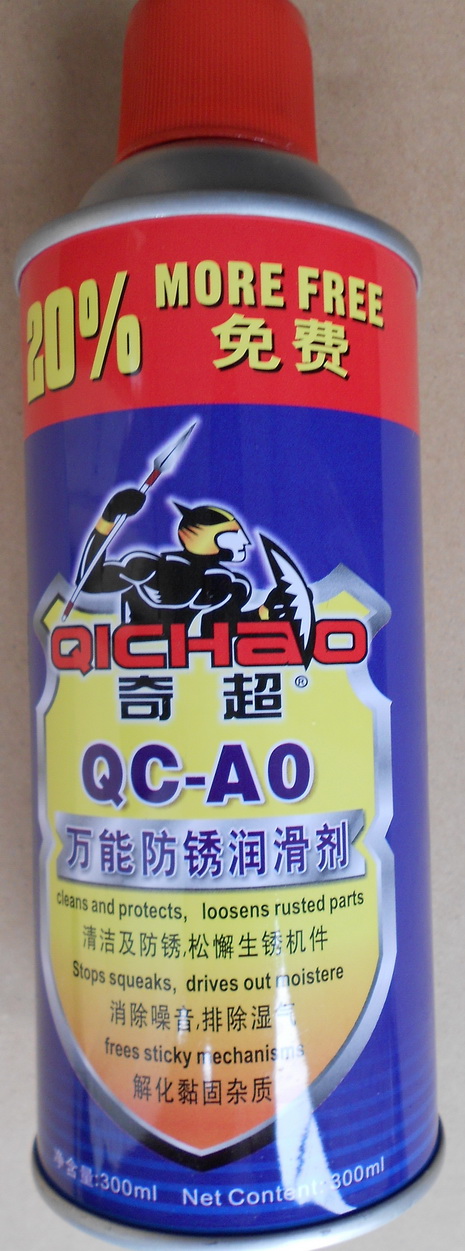 20% MORE FREE
免费
QICHAO
奇超®
QC-A0
万能防锈润滑剂
cleans and protects, loosens rusted parts
清洁及防锈,松懈生锈机件
Stops squeaks, drives out moistere
消除噪音,排除湿气
frees sticky mechanisms
解化黏固杂质
净含量:300ml Net Content: 300ml